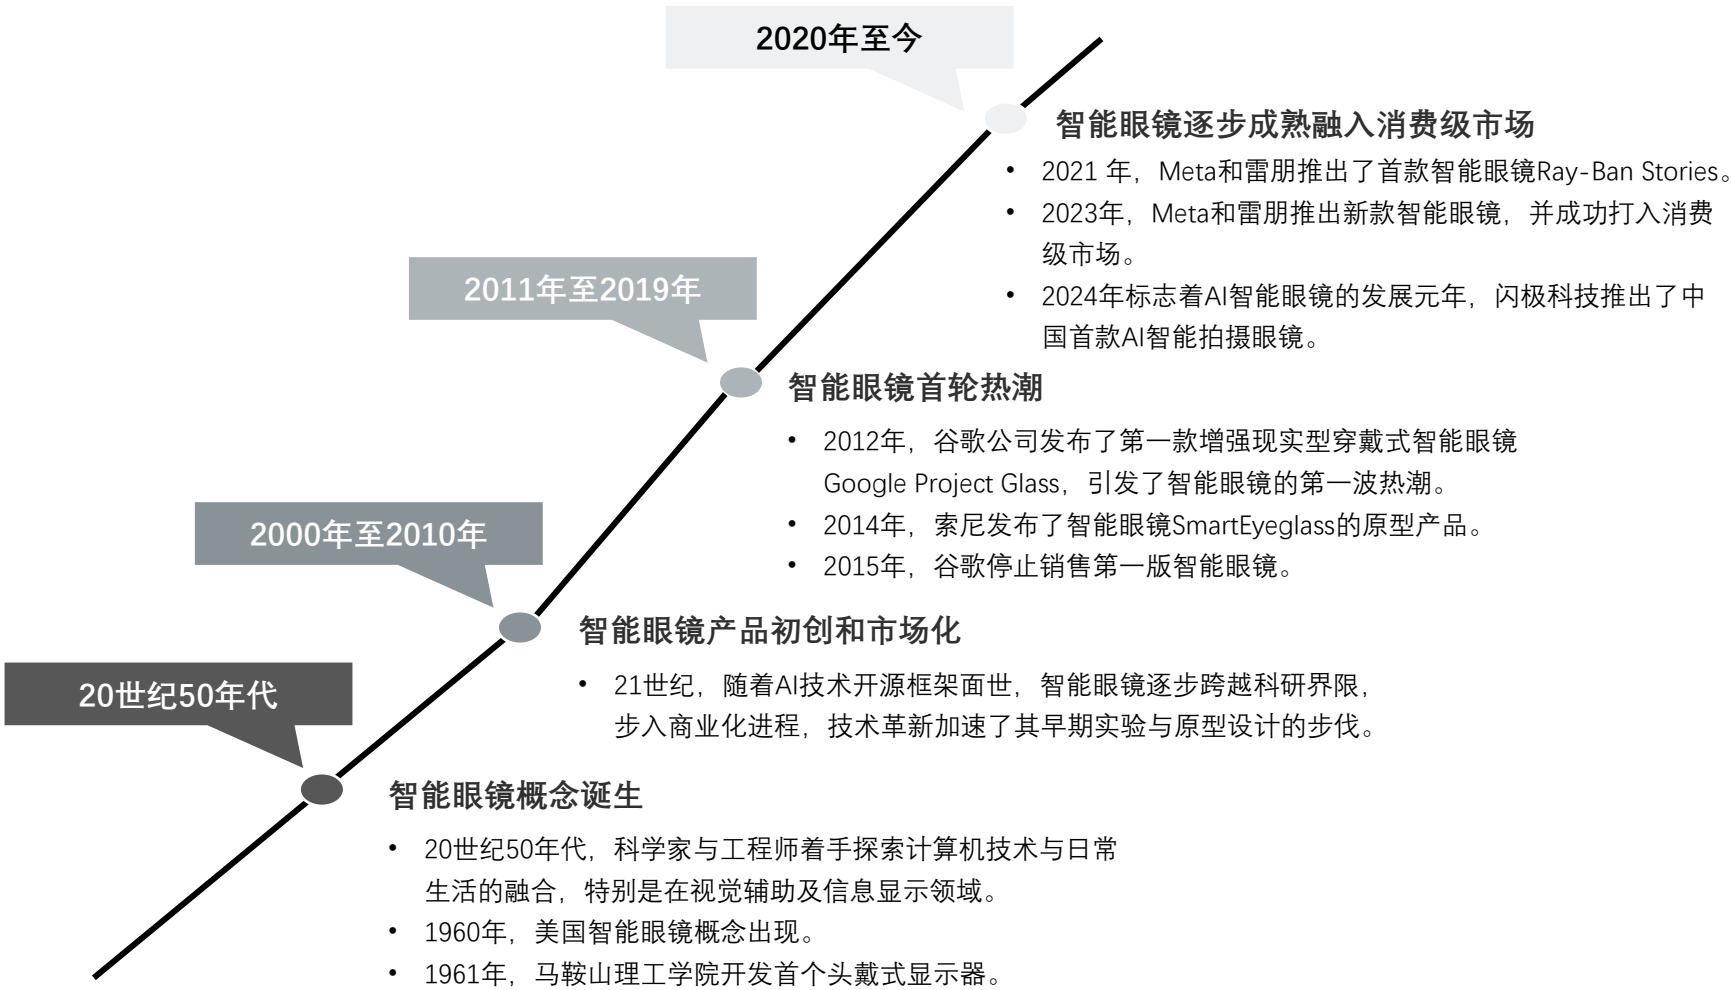 2020年至今
智能眼镜逐步成熟融入消费级市场
• 2021 年，Meta和雷朋推出了首款智能眼镜Ray-Ban Stories。
• 2023年，Meta和雷朋推出新款智能眼镜，并成功打入消费
级市场。
• 2024年标志着AI智能眼镜的发展元年，闪极科技推出了中
国首款AI智能拍摄眼镜。
2011年至2019年
智能眼镜首轮热潮
• 2012年，谷歌公司发布了第一款增强现实型穿戴式智能眼镜
Google Project Glass，引发了智能眼镜的第一波热潮。
• 2014年，索尼发布了智能眼镜SmartEyeglass的原型产品。
• 2015年，谷歌停止销售第一版智能眼镜。
2000年至2010年
智能眼镜产品初创和市场化
• 21世纪，随着AI技术开源框架面世，智能眼镜逐步跨越科研界限，
步入商业化进程，技术革新加速了其早期实验与原型设计的步伐。
20世纪50年代
智能眼镜概念诞生
• 20世纪50年代，科学家与工程师着手探索计算机技术与日常
生活的融合，特别是在视觉辅助及信息显示领域。
• 1960年，美国智能眼镜概念出现。
• 1961年，马鞍山理工学院开发首个头戴式显示器。